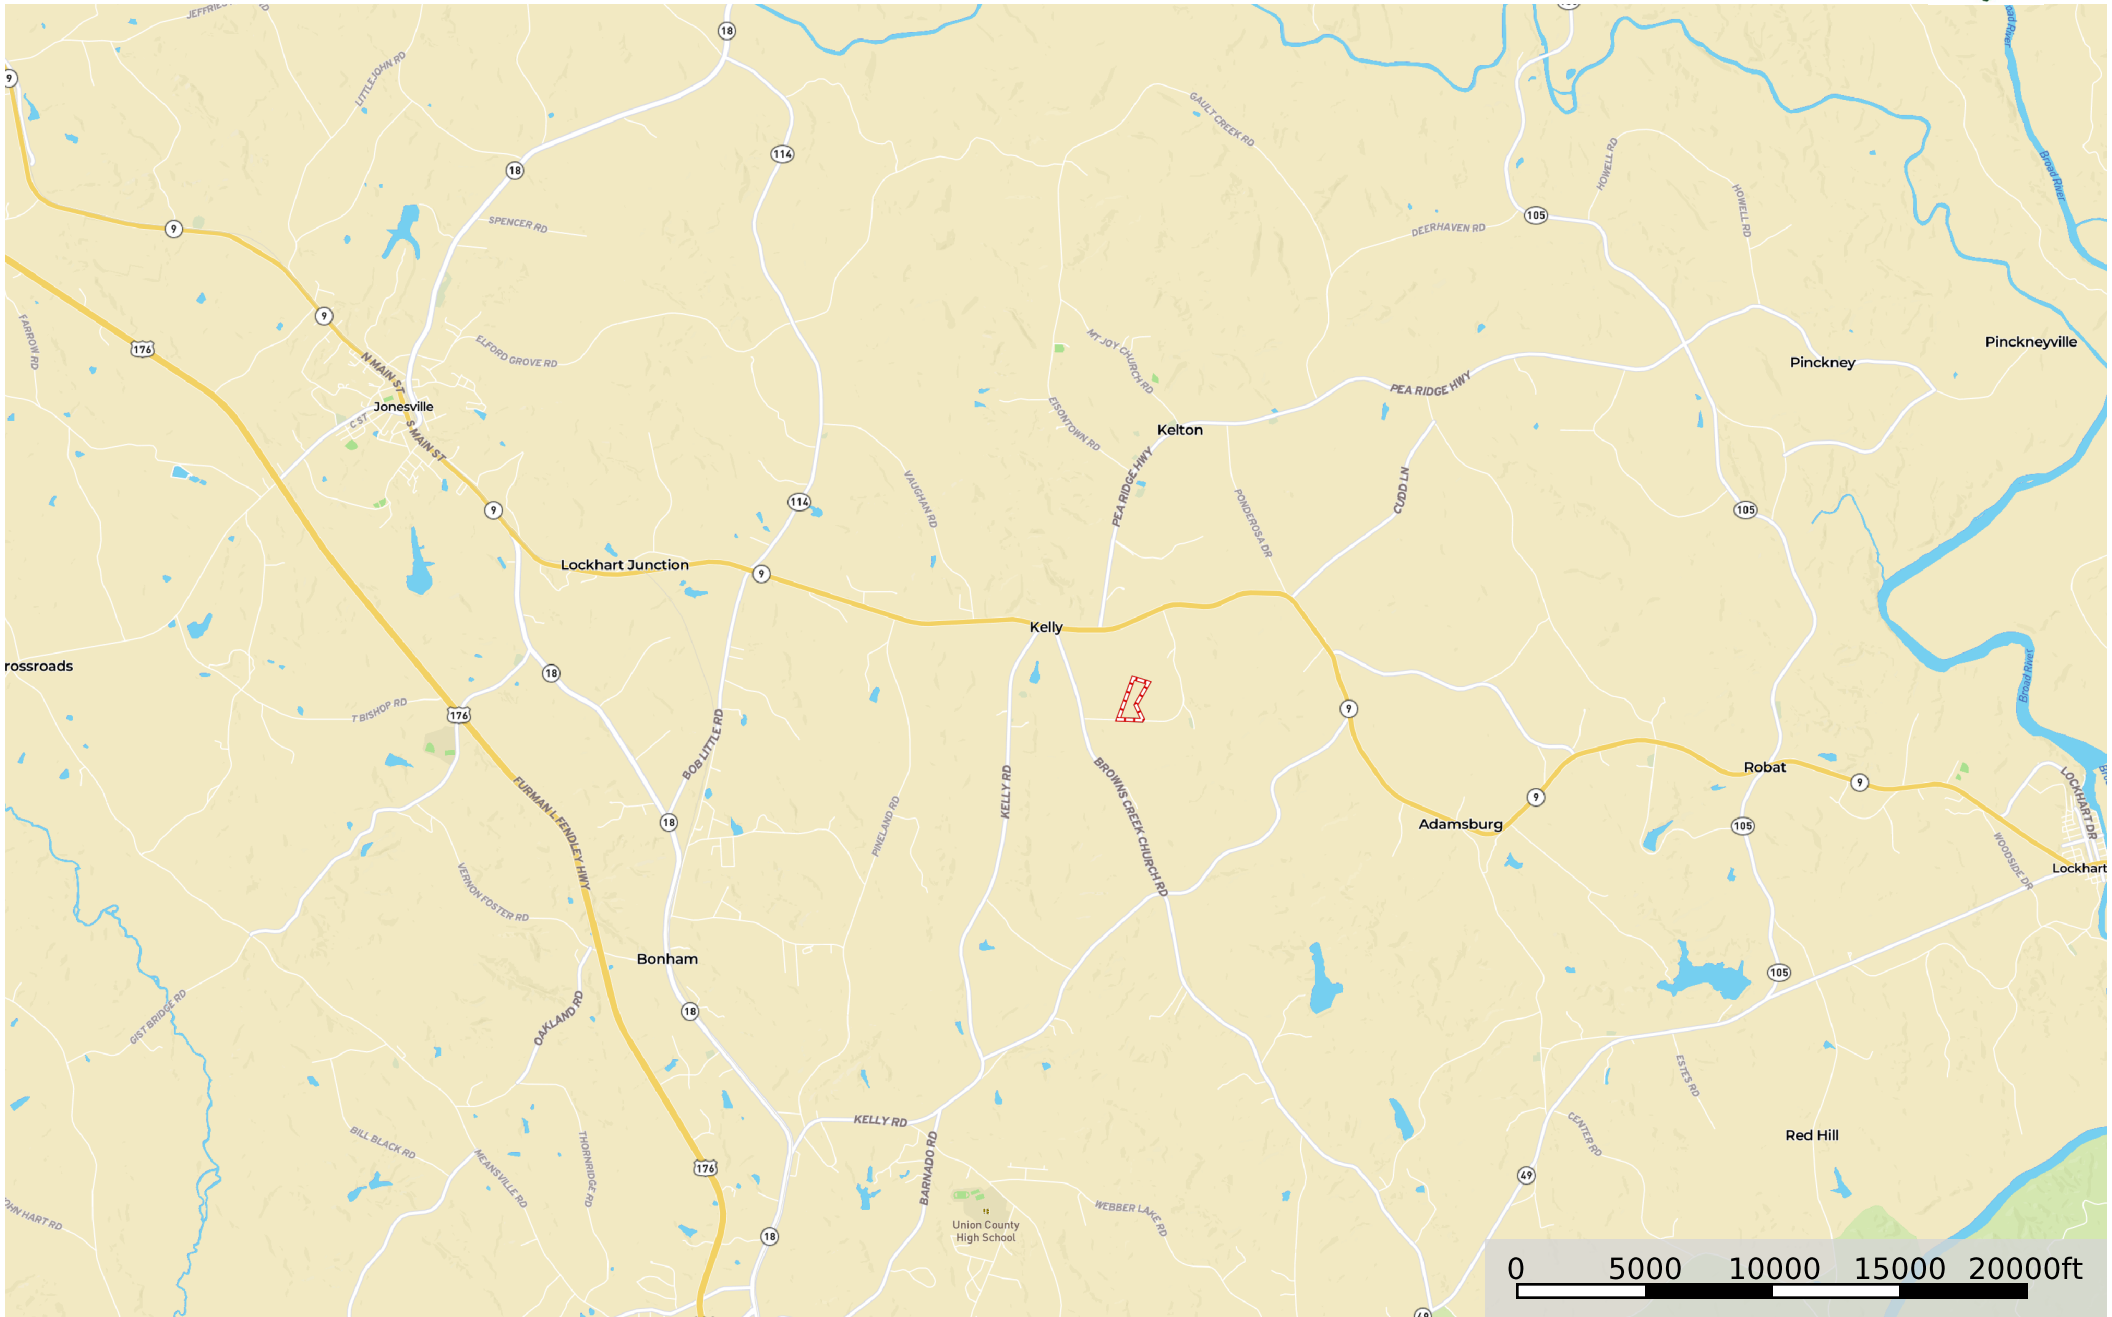 JEFFRIES
RD
18
9
LITTLEJOHN RD
GAULT CREEK RD
Broad River
114
18
HOWELL RD
HOWELL RD
Broad River
105
SPENCER RD
9
DEERHAVEN RD
9
FARROW RD
176
ELFORD GROVE RD
N MAIN ST
MT JOY CHURCH RD
Pinckneyville
Pinckney
PEA RIDGE HWY
Jonesville
C ST
S MAIN ST
EISONTOWN RD
Kelton
PEA RIDGE HWY
VAUGHAN RD
CUDD LN
PONDEROSA DR
114
9
105
Lockhart Junction
9
Kelly
rossroads
18
Broad River
T BISHOP RD
176
BOB LITTLE RD
9
KELLY RD
BROWNS CREEK CHURCH RD
Robat
9
9
LOCKHART DR
FURMAN L FENDLEY HWY
PINELAND RD
18
Adamsburg
105
WOODSIDE DR
Lockhart
VERNON FOSTER RD
Bonham
105
GIST BRIDGE RD
OAKLAND RD
18
ESTES RD
KELLY RD
BILL BLACK RD
MEANSVILLE RD
THORNRIDGE RD
BARNADO RD
CENTER RD
Red Hill
176
49
OHN HART RD
WEBBER LAKE RD
Union County
High School
18
0 5000 10000 15000 20000ft
49